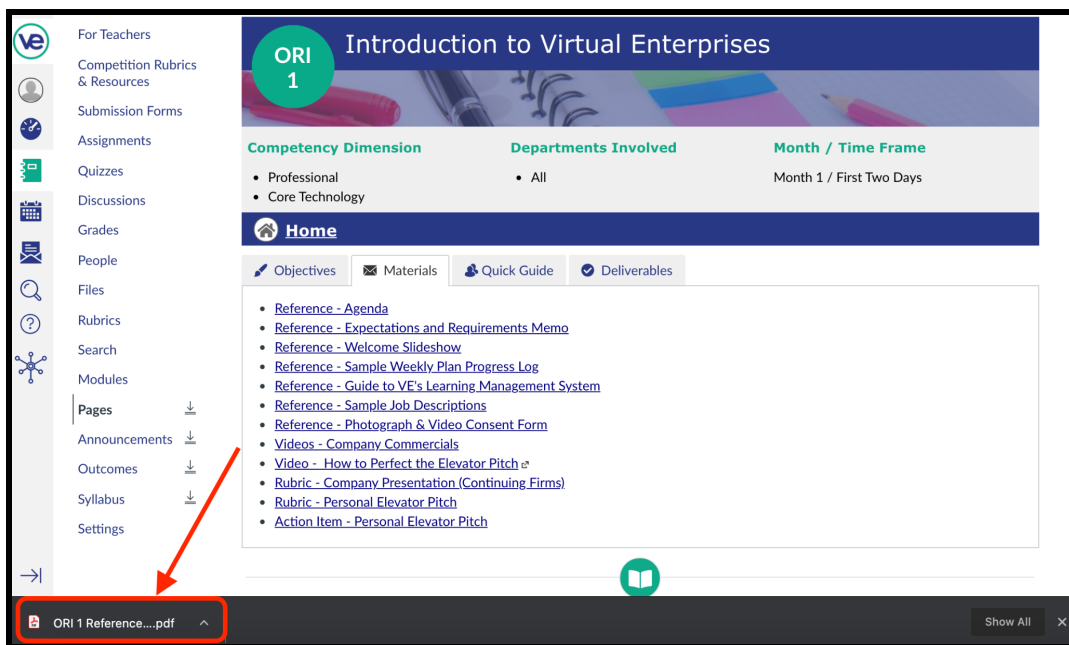 ve
For Teachers
Competition Rubrics
& Resources
Submission Forms
Assignments
Quizzes
Discussions
Grades
People
Files
Rubrics
Search
Modules
Pages
Announcements
Outcomes
Syllabus
Settings
ORI
1
Introduction to Virtual Enterprises
Competency Dimension
• Professional
• Core Technology
Departments Involved
• All
Month / Time Frame
Month 1 / First Two Days
Home
Objectives
Materials
Quick Guide
Deliverables
• Reference - Agenda
• Reference - Expectations and Requirements Memo
• Reference - Welcome Slideshow
• Reference - Sample Weekly Plan Progress Log
• Reference - Guide to VE's Learning Management System
• Reference - Sample Job Descriptions
• Reference - Photograph & Video Consent Form
• Videos - Company Commercials
• Video - How to Perfect the Elevator Pitch
• Rubric - Company Presentation (Continuing Firms)
• Rubric - Personal Elevator Pitch
• Action Item - Personal Elevator Pitch
ORI 1 Reference....pdf
Show All